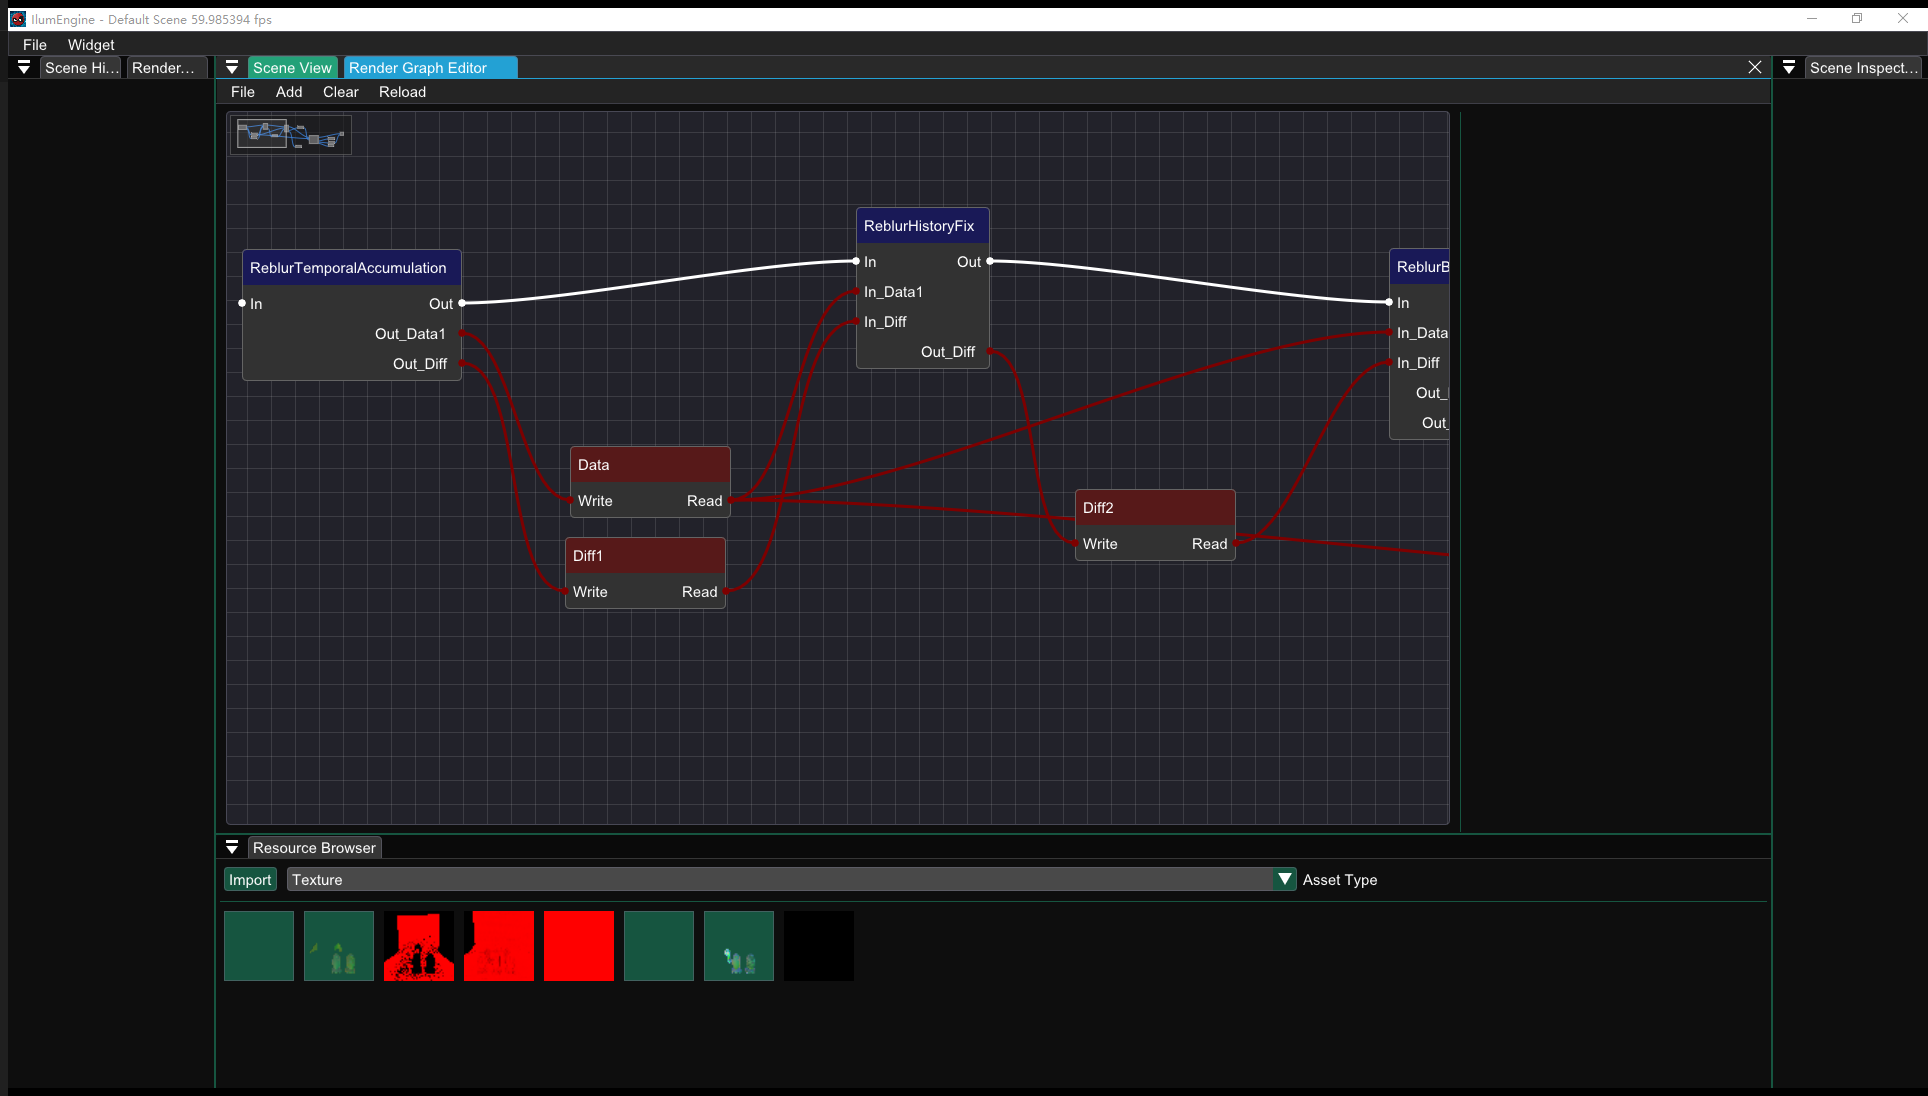 IlumEngine - Default Scene 59.985394 fps
File Widget
Scene Hi... Render... Scene View Render Graph Editor Scene Inspect...
File Add Clear Reload
ReblurTemporalAccumulation
In Out
Out_Data1
Out_Diff
ReblurHistoryFix
In Out
In_Data1
In_Diff
Out_Diff
ReblurB
In
In_Data
In_Diff
Out_
Out_
Data
Write Read
Diff1
Write Read
Diff2
Write Read
Resource Browser
Import Texture Asset Type